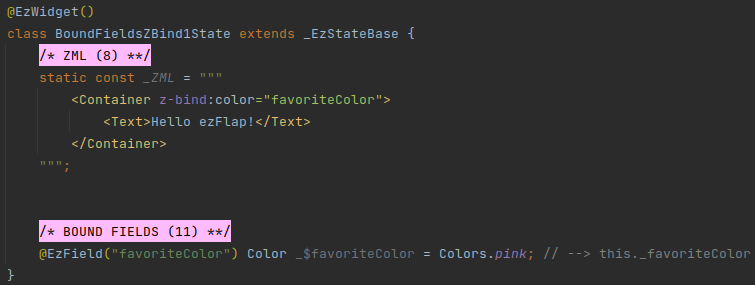 @EzWidget()
class BoundFieldsZBind1State extends _EzStateBase {
/* ZML (8) **/
static const _ZML = """
<Container z-bind:color="favoriteColor">
<Text>Hello ezFlap!</Text>
</Container>
""";
/* BOUND FIELDS (11) **/
@EzField("favoriteColor") Color _$favoriteColor = Colors.pink; // --> this._favoriteColor
}